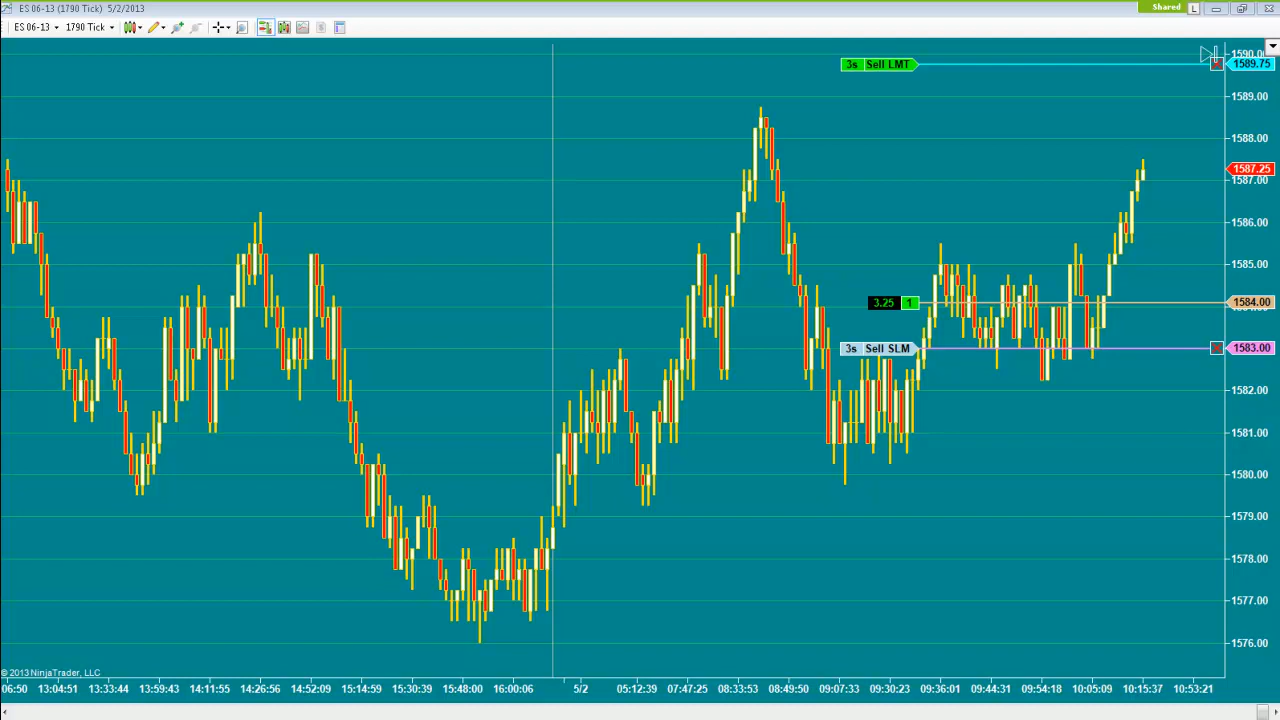 ES 06-13 (1790 Tick) 5/2/2013
Shared
L
ES 06-13 1790 Tick
1590.00
3s Sell LMT 1589.75
1589.00
1588.00
1587.25
1587.00
1586.00
1585.00
3.25 1 1584.00
3s Sell SLM 1583.00
1582.00
1581.00
1580.00
1579.00
1578.00
1577.00
1576.00
© 2013 NinjaTrader, LLC
06:50 13:04:51 13:33:44 13:59:43 14:11:55 14:26:56 14:52:09 15:14:59 15:30:39 15:48:00 16:00:06 5/2 05:12:39 07:47:25 08:33:53 08:49:50 09:07:33 09:30:23 09:36:01 09:44:31 09:54:18 10:05:09 10:15:37 10:53:21